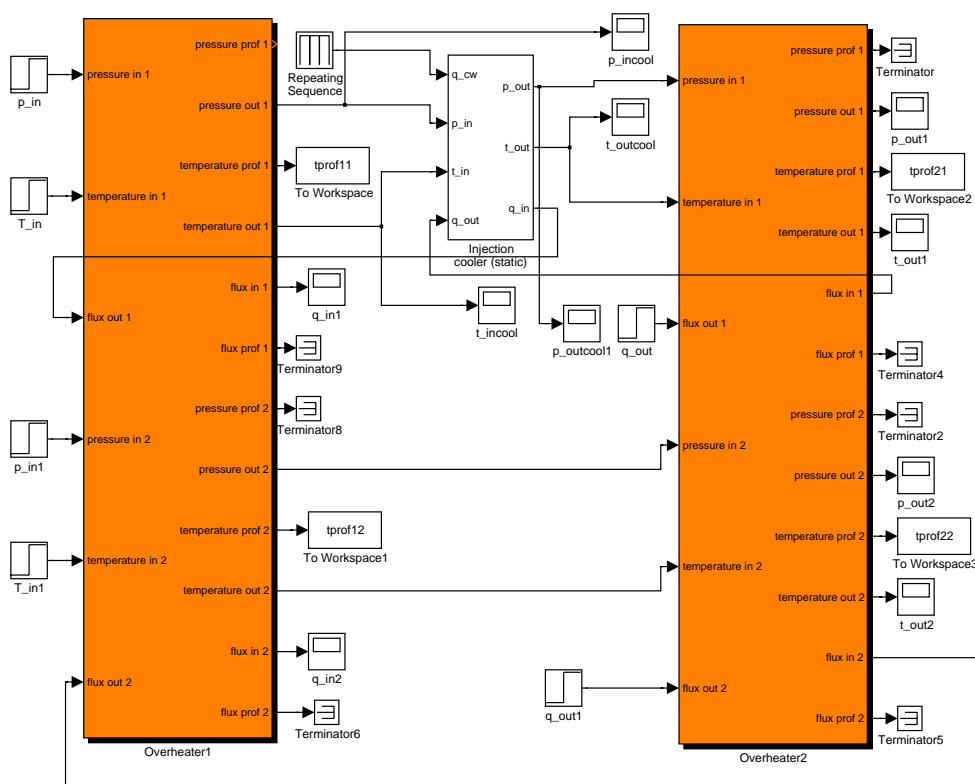 pressure prof 1
pressure in 1
pressure out 1
temperature prof 1
temperature in 1
temperature out 1
flux in 1
flux out 1
flux prof 1
pressure prof 2
pressure in 2
pressure out 2
temperature prof 2
temperature in 2
temperature out 2
flux in 2
flux out 2
flux prof 2
Overheater1
p_in
T_in
p_in1
T_in1
Repeating
Sequence
tprof11
To Workspace
q_in1
Terminator9
Terminator8
tprof12
To Workspace1
q_in2
Terminator6
q_cw
p_in
t_in
q_out
p_out
t_out
q_in
Injection
cooler (static)
p_incool
t_outcool
t_incool
p_outcool1
q_out
q_out1
pressure prof 1
pressure in 1
pressure out 1
temperature prof 1
temperature in 1
temperature out 1
flux in 1
flux out 1
flux prof 1
pressure prof 2
pressure in 2
pressure out 2
temperature prof 2
temperature in 2
temperature out 2
flux in 2
flux out 2
flux prof 2
Overheater2
Terminator
p_out1
tprof21
To Workspace2
t_out1
Terminator4
Terminator2
p_out2
tprof22
To Workspace3
t_out2
Terminator5